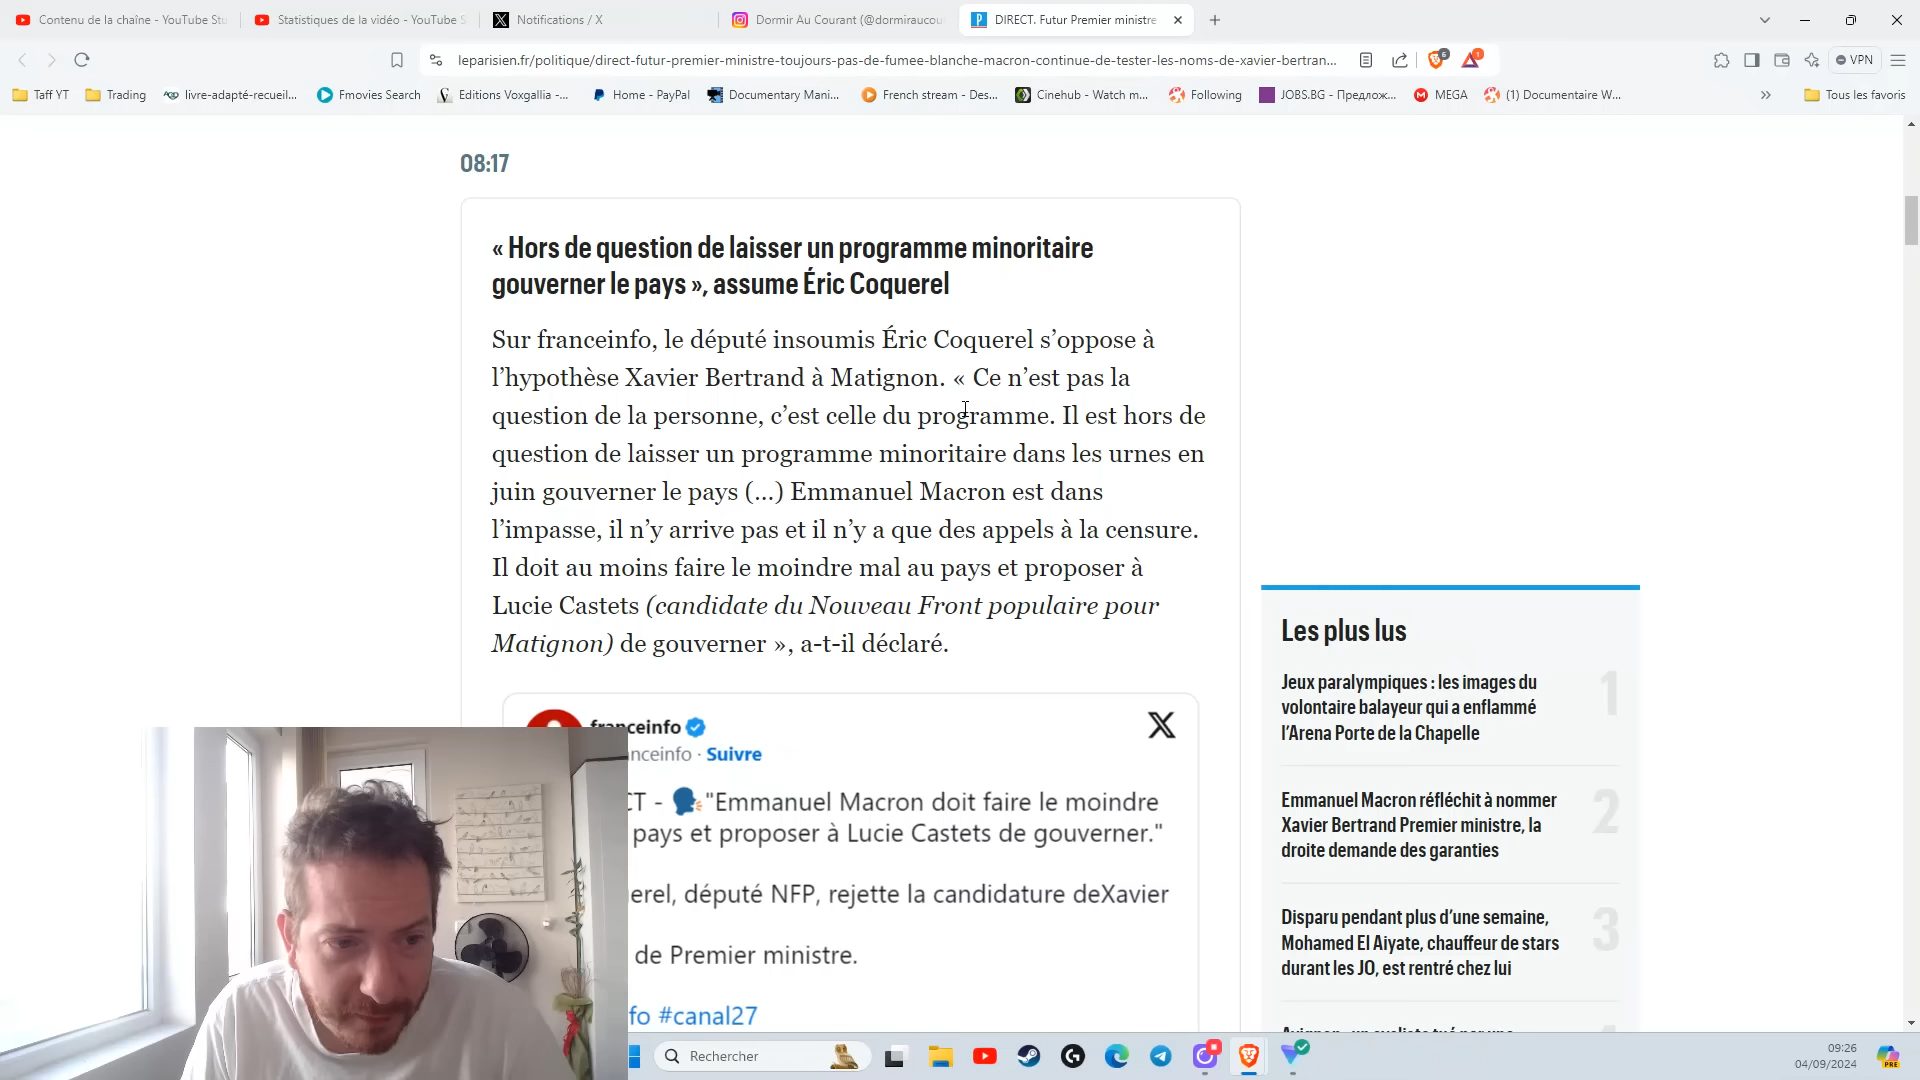 Contenu de la chaîne - YouTube Stu
Statistiques de la vidéo - YouTube S
Notifications / X
Dormir Au Courant (@dormiraucou
DIRECT. Futur Premier ministre
leparisien.fr/politique/direct-futur-premier-ministre-toujours-pas-de-fumee-blanche-macron-continue-de-tester-les-noms-de-xavier-bertran...
6
1
VPN
Taff YT
Trading
livre-adapté-recueil...
Fmovies Search
Editions Voxgallia -...
Home - PayPal
Documentary Mani...
French stream - Des...
Cinehub - Watch m...
Following
JOBS.BG - Предлож...
MEGA
(1) Documentaire W...
Tous les favoris
08:17
« Hors de question de laisser un programme minoritaire
gouverner le pays », assume Éric Coquerel
Sur franceinfo, le député insoumis Éric Coquerel s’oppose à
l’hypothèse Xavier Bertrand à Matignon. « Ce n’est pas la
question de la personne, c’est celle du programme. Il est hors de
question de laisser un programme minoritaire dans les urnes en
juin gouverner le pays (…) Emmanuel Macron est dans
l’impasse, il n’y arrive pas et il n’y a que des appels à la censure.
Il doit au moins faire le moindre mal au pays et proposer à
Lucie Castets (candidate du Nouveau Front populaire pour
Matignon) de gouverner », a-t-il déclaré.
franceinfo
nceinfo · Suivre
CT - "Emmanuel Macron doit faire le moindre
pays et proposer à Lucie Castets de gouverner."
erel, député NFP, rejette la candidature deXavier
de Premier ministre.
fo #canal27
Les plus lus
Jeux paralympiques : les images du
volontaire balayeur qui a enflammé
l’Arena Porte de la Chapelle
1
Emmanuel Macron réfléchit à nommer
Xavier Bertrand Premier ministre, la
droite demande des garanties
2
Disparu pendant plus d’une semaine,
Mohamed El Aiyate, chauffeur de stars
durant les JO, est rentré chez lui
3
Rechercher
09:26
04/09/2024
PRE